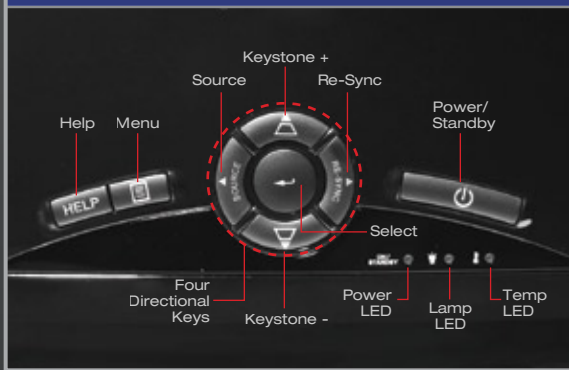 Keystone +
Source
Re-Sync
Power/
Standby
Help
Menu
HELP
SOURCE
RE-SYNC
Select
STANDBY
Four
Directional
Keys
Keystone -
Power
LED
Lamp
LED
Temp
LED